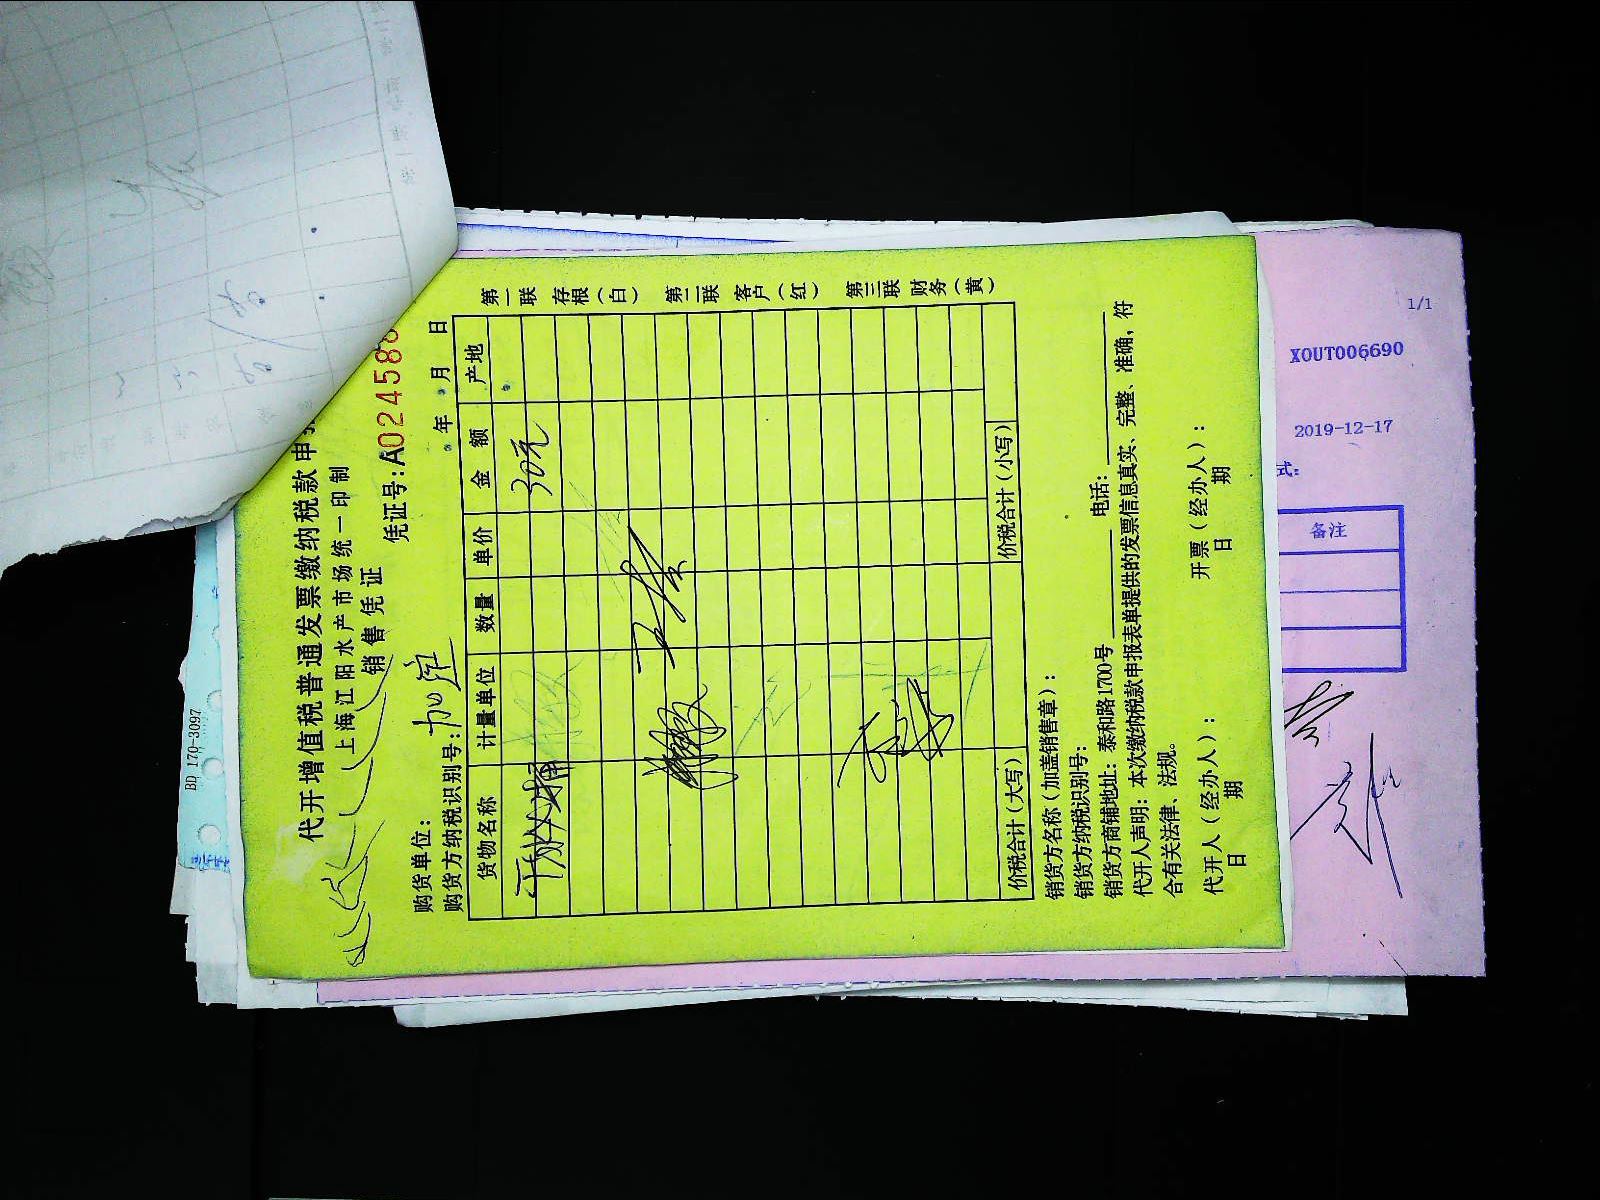 代开增值税普通发票缴纳税款申
上海江阳水产市场统一印制
销售凭证
凭证号:A024588
购货单位:
年 月 日
购货方纳税识别号:加
货物名称 计量单位 数量 单价 金额 产地
30元
价税合计(大写) 价税合计(小写)
第一联 存根(白) 第二联 客户(红) 第三联 财务(黄)
销货方名称(加盖销售章):
销货方纳税识别号:
销货方商铺地址:泰和路1700号 电话:
代开人声明:本次缴纳税款申报表单提供的发票信息真实、完整、准确,符
合有关法律、法规。
代开人(经办人): 开票(经办人):
日期 日期
BD 170-3097
1/1
XOUT006690
2019-12-17
式:
备注